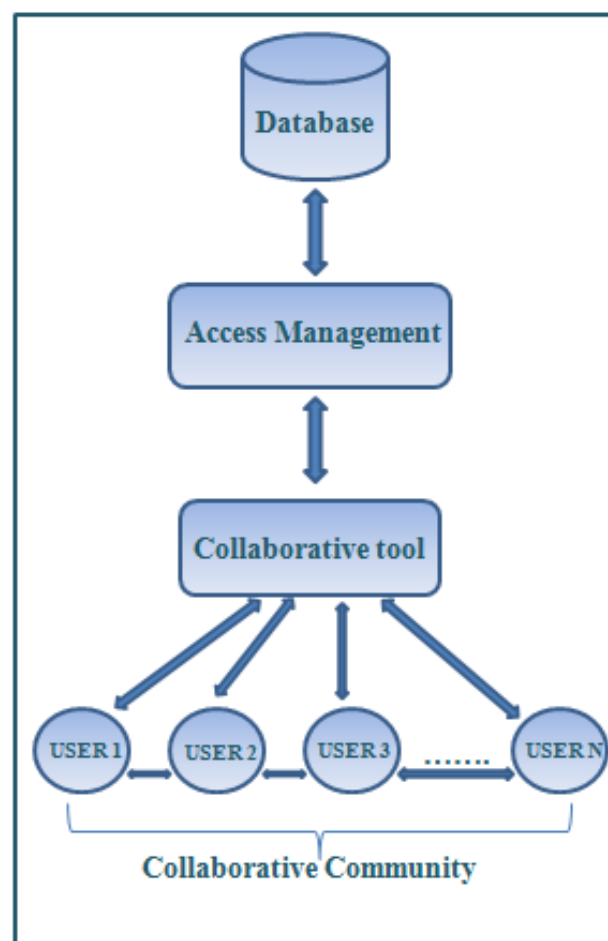 Database
Access Management
Collaborative tool
USER 1
USER 2
USER 3
.......
USER N
Collaborative Community